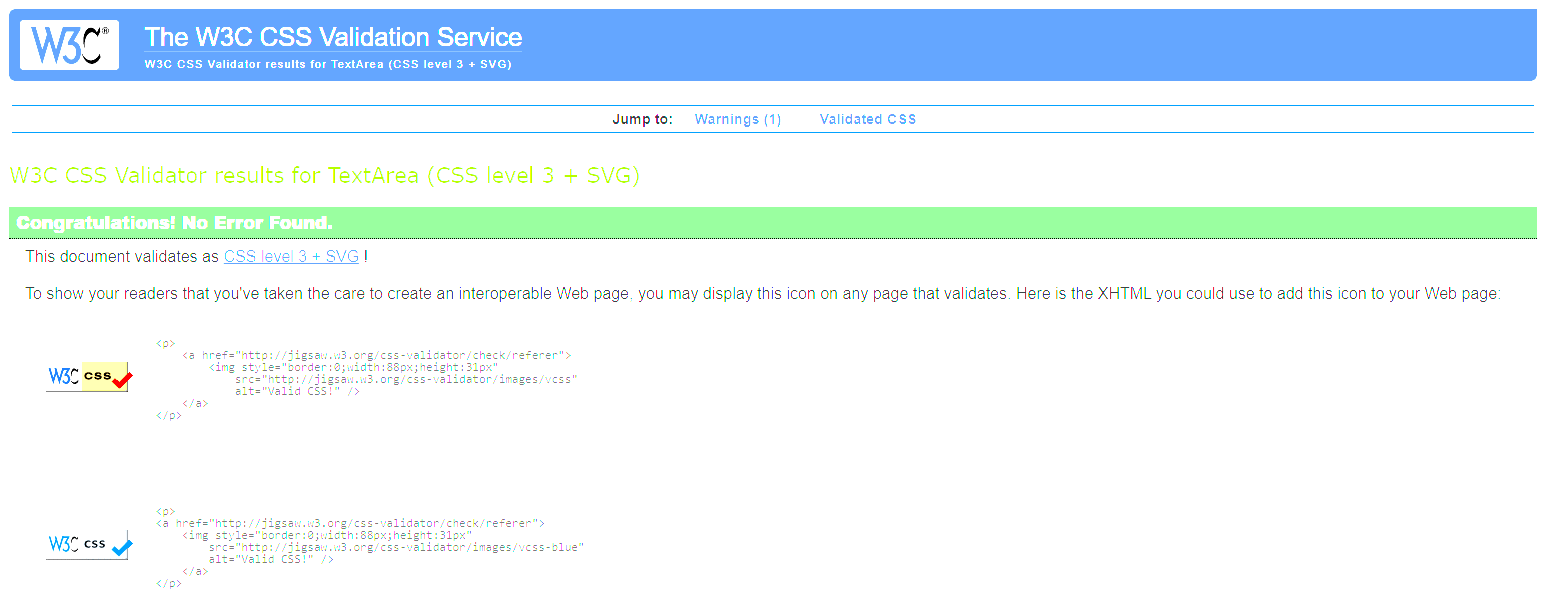 W3C®
The W3C CSS Validation Service
W3C CSS Validator results for TextArea (CSS level 3 + SVG)
Jump to: Warnings (1) Validated CSS
W3C CSS Validator results for TextArea (CSS level 3 + SVG)
Congratulations! No Error Found.
This document validates as CSS level 3 + SVG !
To show your readers that you've taken the care to create an interoperable Web page, you may display this icon on any page that validates. Here is the XHTML you could use to add this icon to your Web page:
W3C css
<p>
<a href="http://jigsaw.w3.org/css-validator/check/referer">
<img style="border:0;width:88px;height:31px"
src="http://jigsaw.w3.org/css-validator/images/vcss"
alt="Valid CSS!" />
</a>
</p>
W3C css
<p>
<a href="http://jigsaw.w3.org/css-validator/check/referer">
<img style="border:0;width:88px;height:31px"
src="http://jigsaw.w3.org/css-validator/images/vcss-blue"
alt="Valid CSS!" />
</a>
</p>